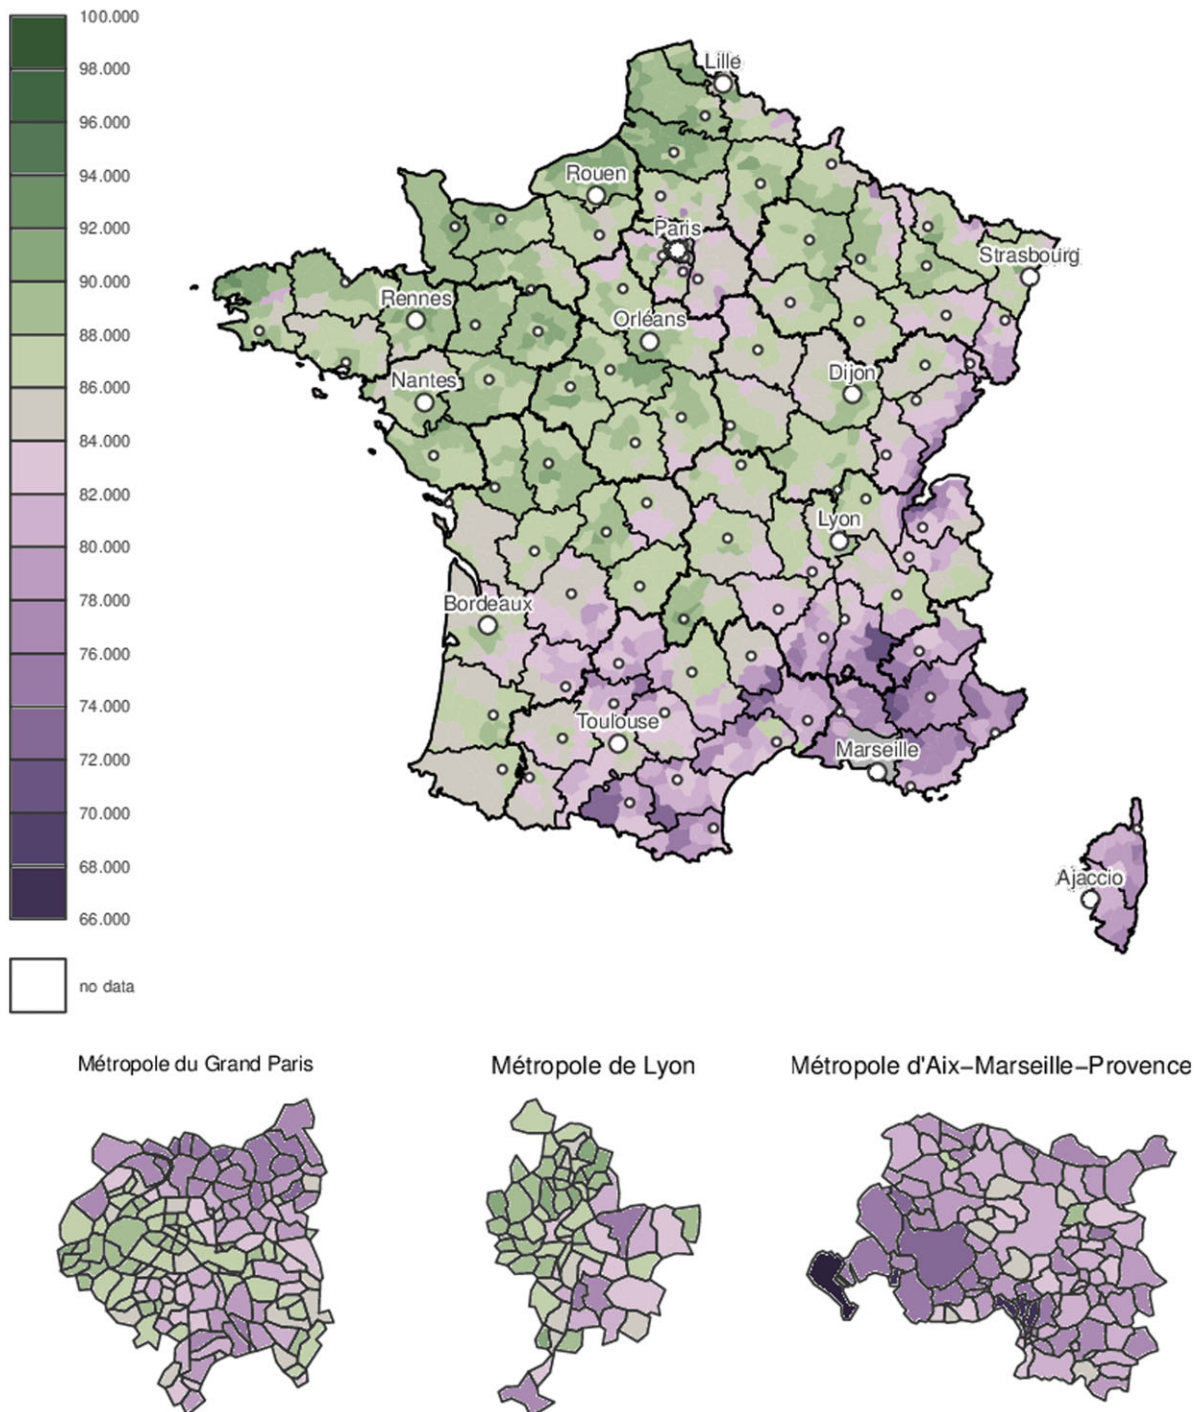 100.000
98.000
96.000
94.000
92.000
90.000
88.000
86.000
84.000
82.000
80.000
78.000
76.000
74.000
72.000
70.000
68.000
66.000
no data
Lille
Rouen
Paris
Strasbourg
Rennes
Orléans
Nantes
Dijon
Lyon
Bordeaux
Toulouse
Marseille
Ajaccio
Métropole du Grand Paris
Métropole de Lyon
Métropole d'Aix−Marseille−Provence